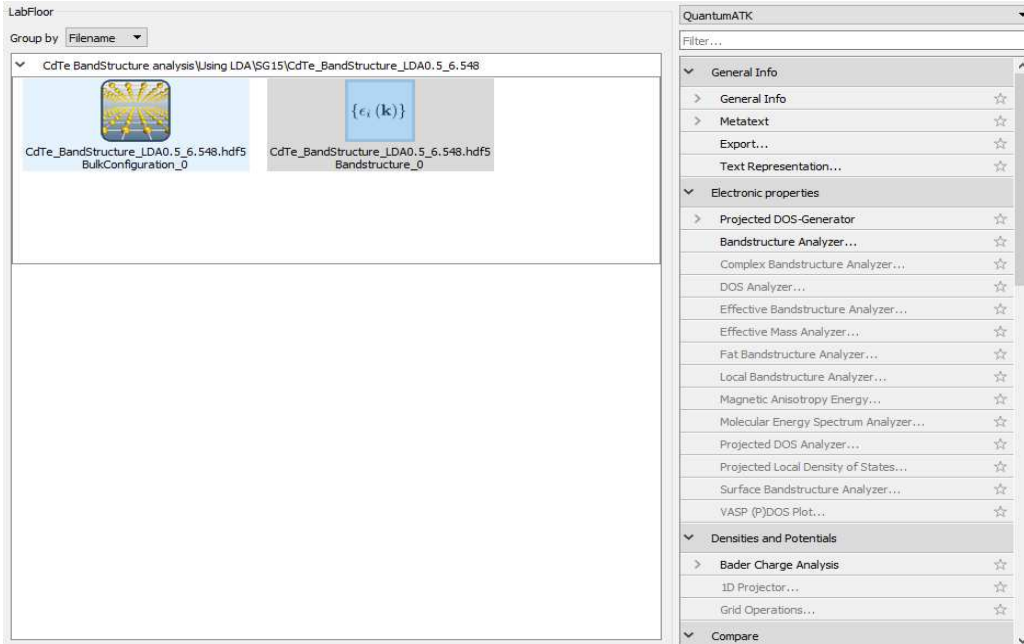 LabFloor
Group by Filename
CdTe BandStructure analysis\Using LDA\SG15\CdTe_BandStructure_LDA0.5_6.548
{ϵᵢ (k)}
CdTe_BandStructure_LDA0.5_6.548.hdf5
BulkConfiguration_0
CdTe_BandStructure_LDA0.5_6.548.hdf5
Bandstructure_0
QuantumATK
Filter...
General Info
General Info
Metatext
Export...
Text Representation...
Electronic properties
Projected DOS-Generator
Bandstructure Analyzer...
Complex Bandstructure Analyzer...
DOS Analyzer...
Effective Bandstructure Analyzer...
Effective Mass Analyzer...
Fat Bandstructure Analyzer...
Local Bandstructure Analyzer...
Magnetic Anisotropy Energy...
Molecular Energy Spectrum Analyzer...
Projected DOS Analyzer...
Projected Local Density of States...
Surface Bandstructure Analyzer...
VASP (P)DOS Plot...
Densities and Potentials
Bader Charge Analysis
1D Projector...
Grid Operations...
Compare